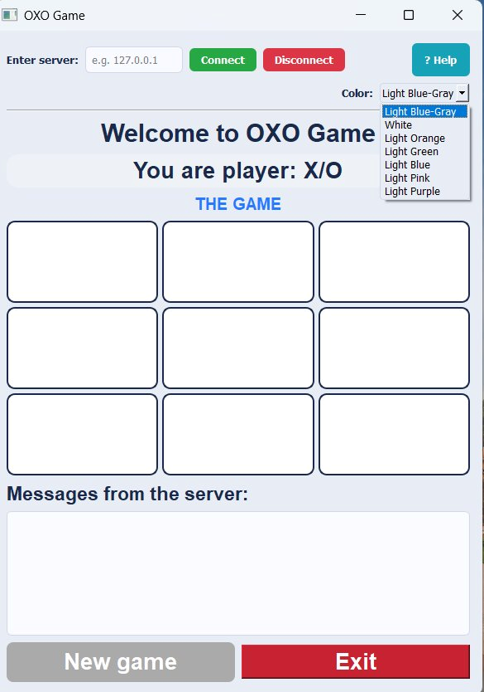 OXO Game
Enter server: e.g. 127.0.0.1 Connect Disconnect ? Help
Color: Light Blue-Gray
Light Blue-Gray
White
Light Orange
Light Green
Light Blue
Light Pink
Light Purple
Welcome to OXO Game
You are player: X/O
THE GAME
Messages from the server:
New game Exit